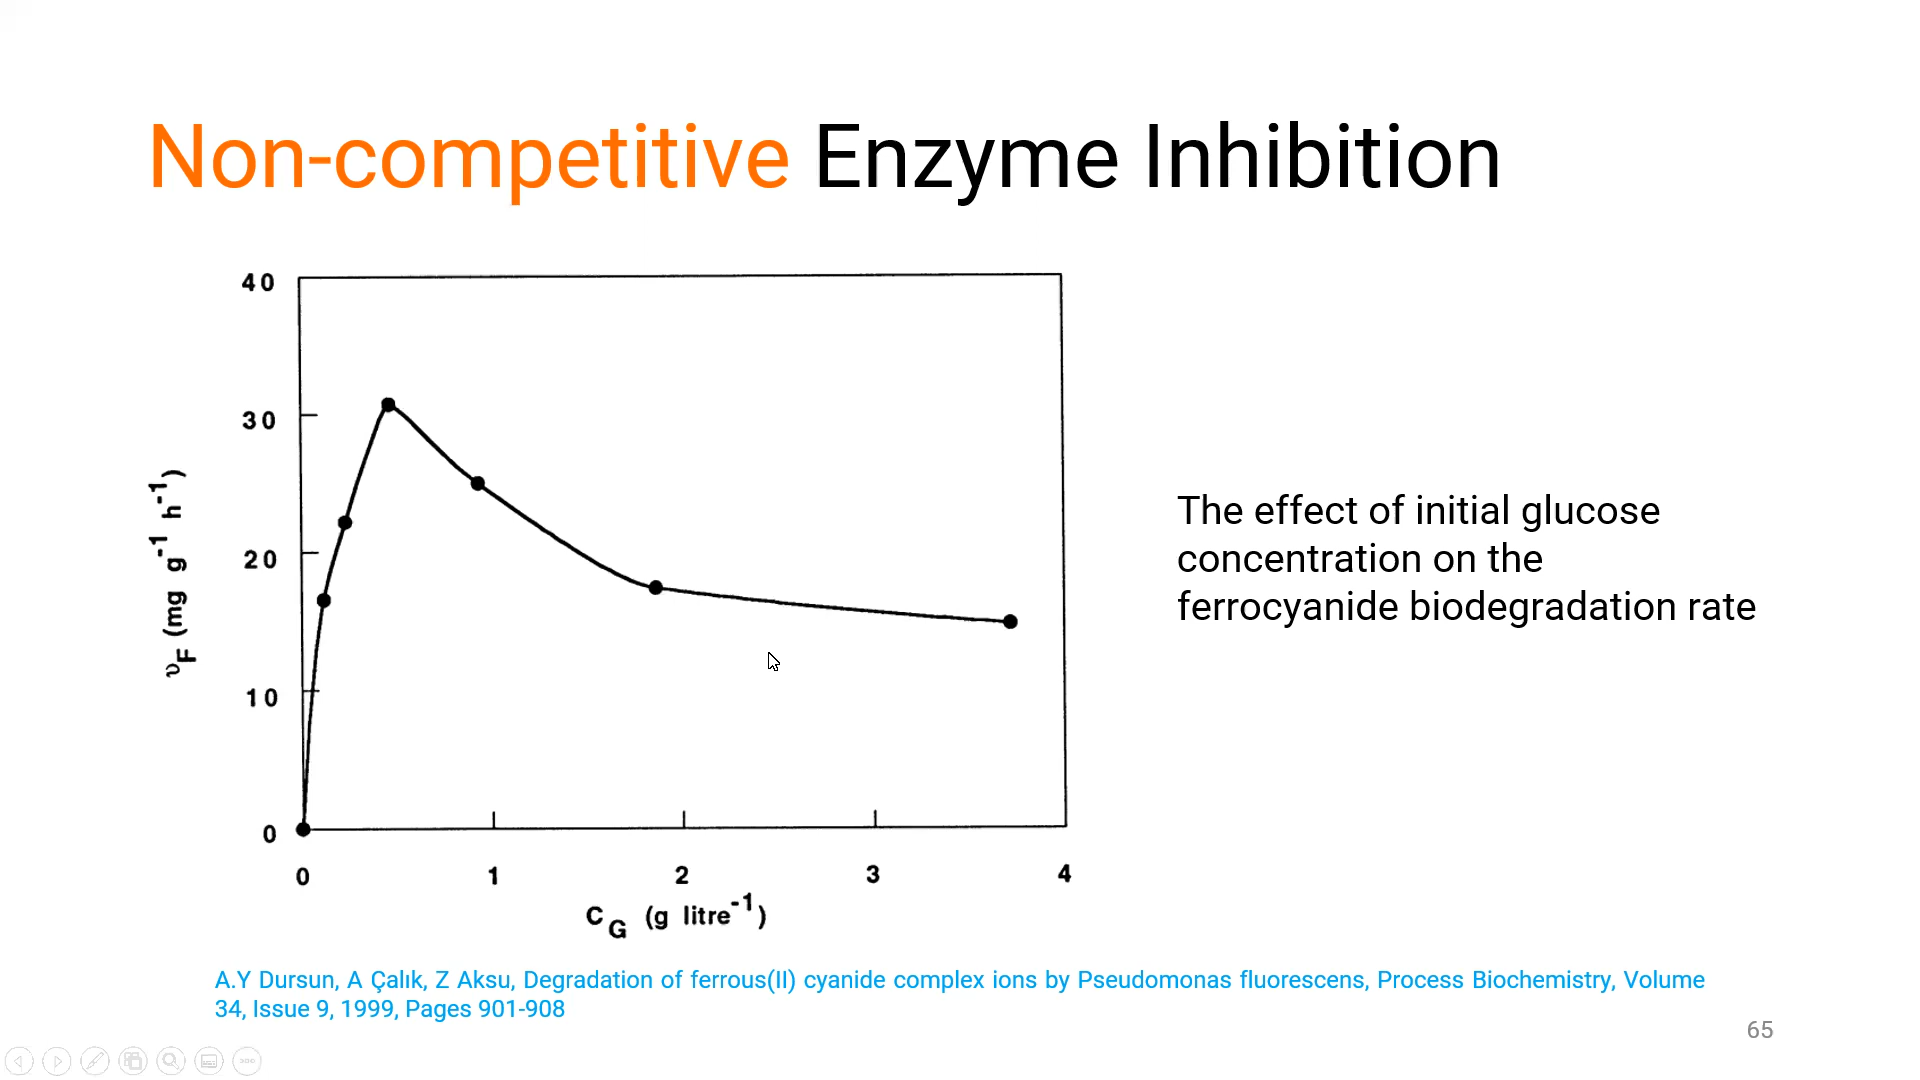 Non-competitive Enzyme Inhibition
40
30
20
10
0
0 1 2 3 4
υF (mg g-1 h-1)
CG (g litre-1)
The effect of initial glucose
concentration on the
ferrocyanide biodegradation rate
A.Y Dursun, A Çalık, Z Aksu, Degradation of ferrous(II) cyanide complex ions by Pseudomonas fluorescens, Process Biochemistry, Volume
34, Issue 9, 1999, Pages 901-908
65